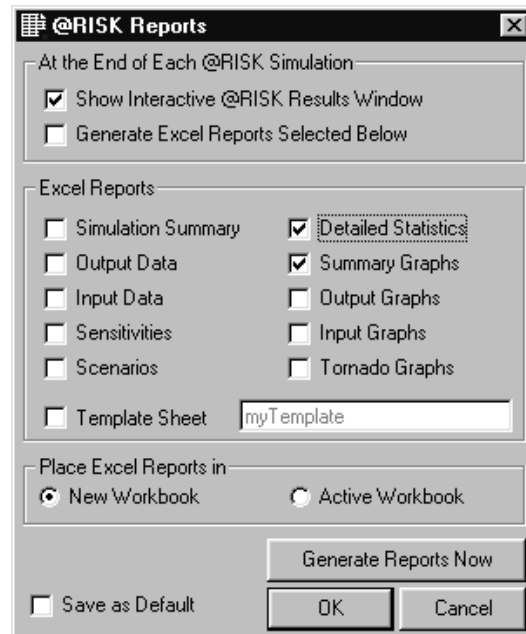 @RISK Reports
At the End of Each @RISK Simulation
Show Interactive @RISK Results Window
Generate Excel Reports Selected Below
Excel Reports
Simulation Summary Detailed Statistics
Output Data Summary Graphs
Input Data Output Graphs
Sensitivities Input Graphs
Scenarios Tornado Graphs
Template Sheet myTemplate
Place Excel Reports in
New Workbook Active Workbook
Generate Reports Now
Save as Default OK Cancel